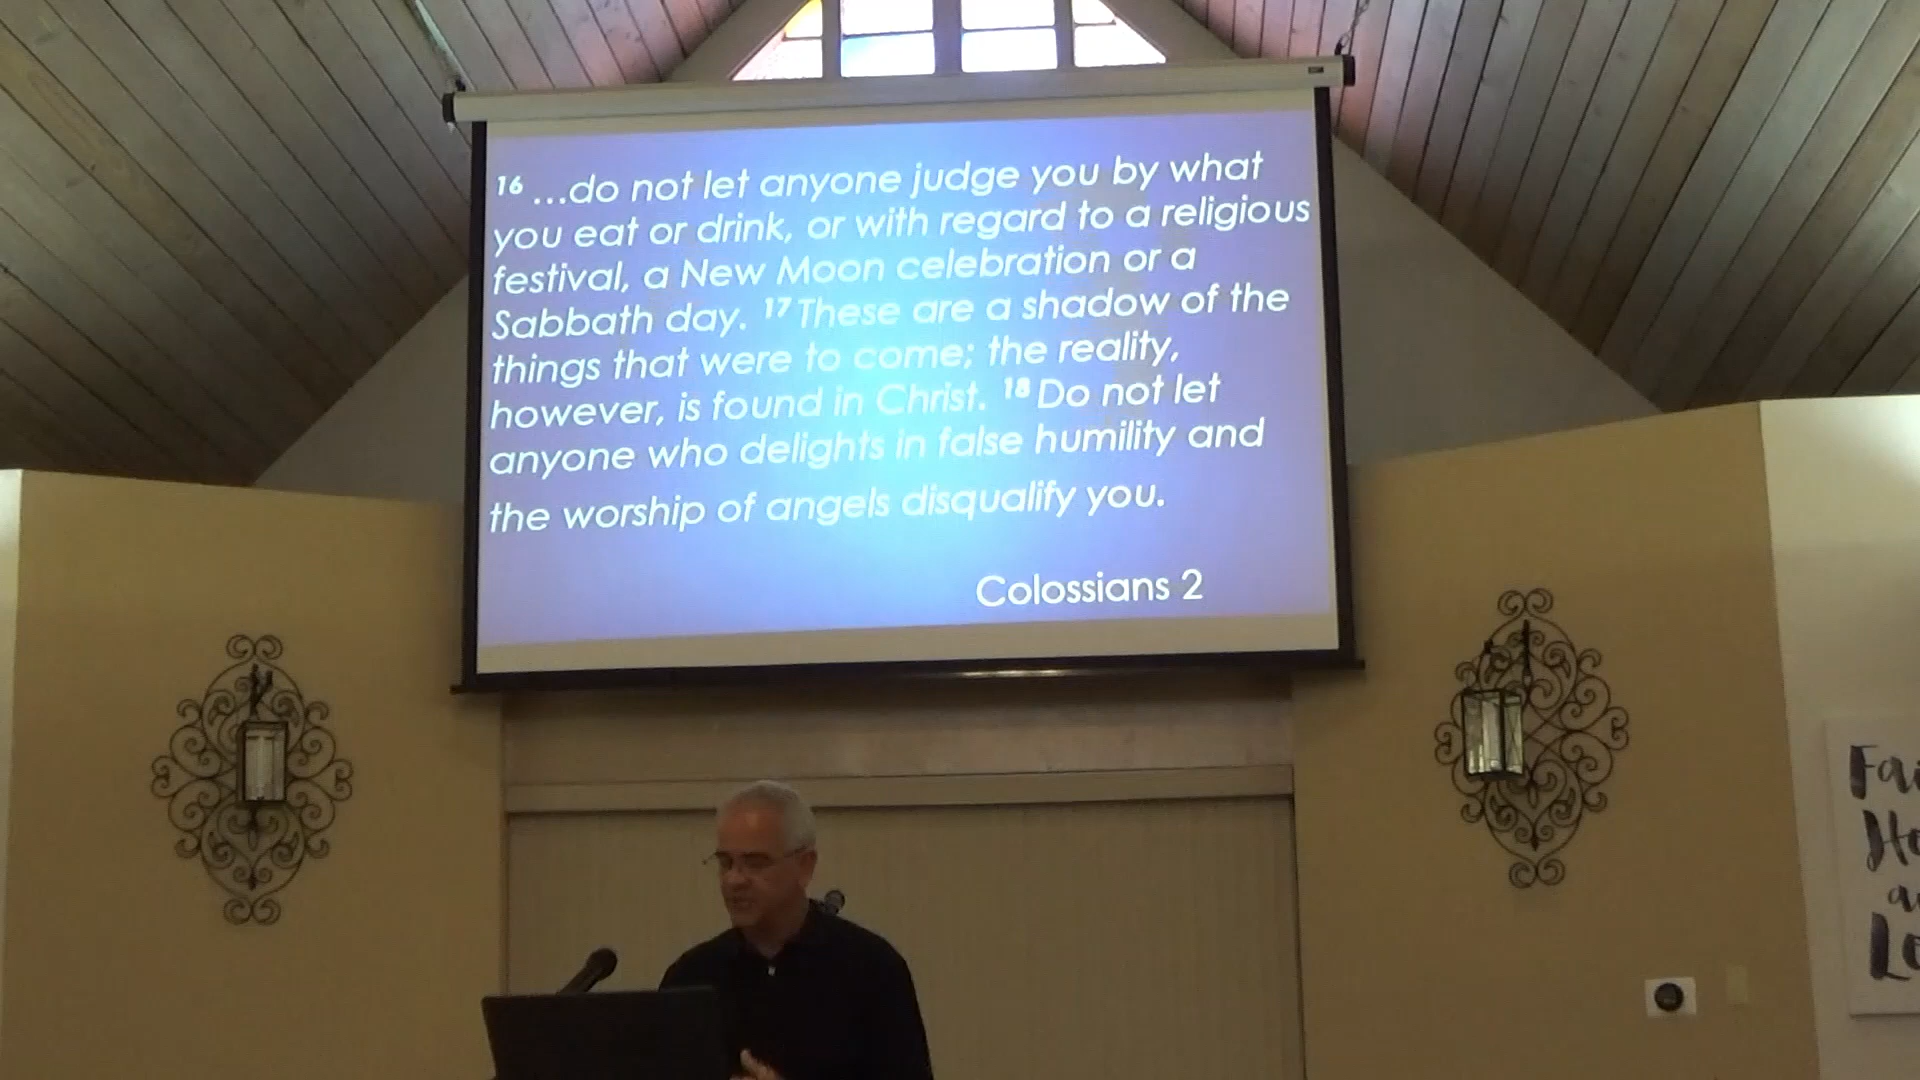 16 ...do not let anyone judge you by what
you eat or drink, or with regard to a religious
festival, a New Moon celebration or a
Sabbath day. 17 These are a shadow of the
things that were to come; the reality,
however, is found in Christ. 18 Do not let
anyone who delights in false humility and
the worship of angels disqualify you.
Colossians 2